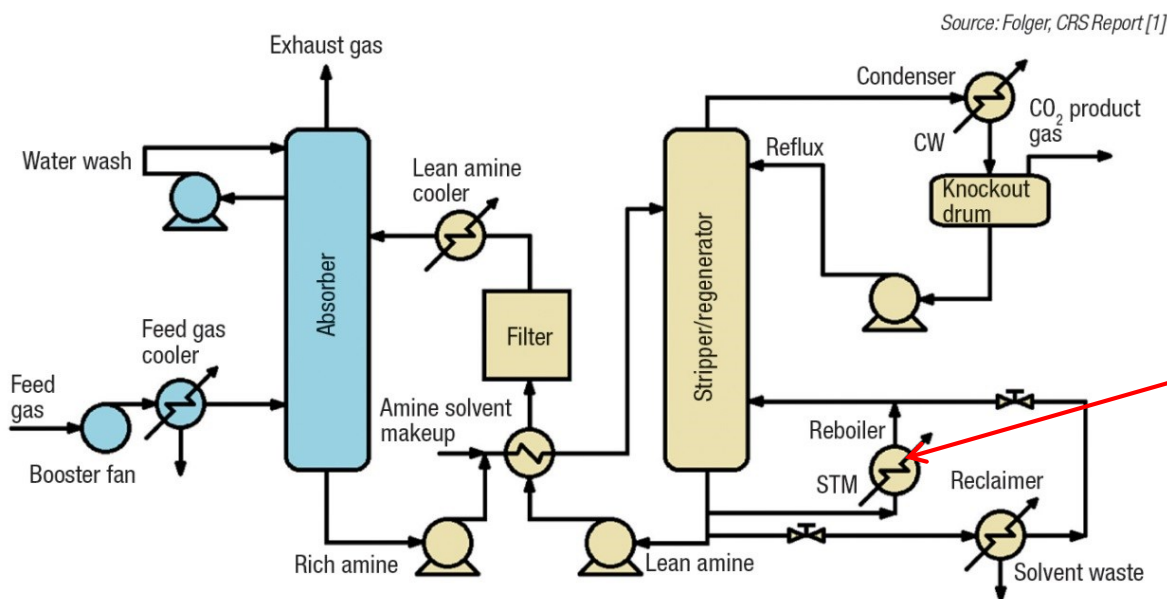 Source: Folger, CRS Report [1]
Exhaust gas
Condenser
CO₂ product
gas
CW
Water wash
Lean amine
cooler
Reflux
Knockout
drum
Absorber
Stripper/regenerator
Filter
Feed gas
cooler
Feed
gas
Booster fan
Amine solvent
makeup
Reboiler
STM
Reclaimer
Rich amine
Lean amine
Solvent waste